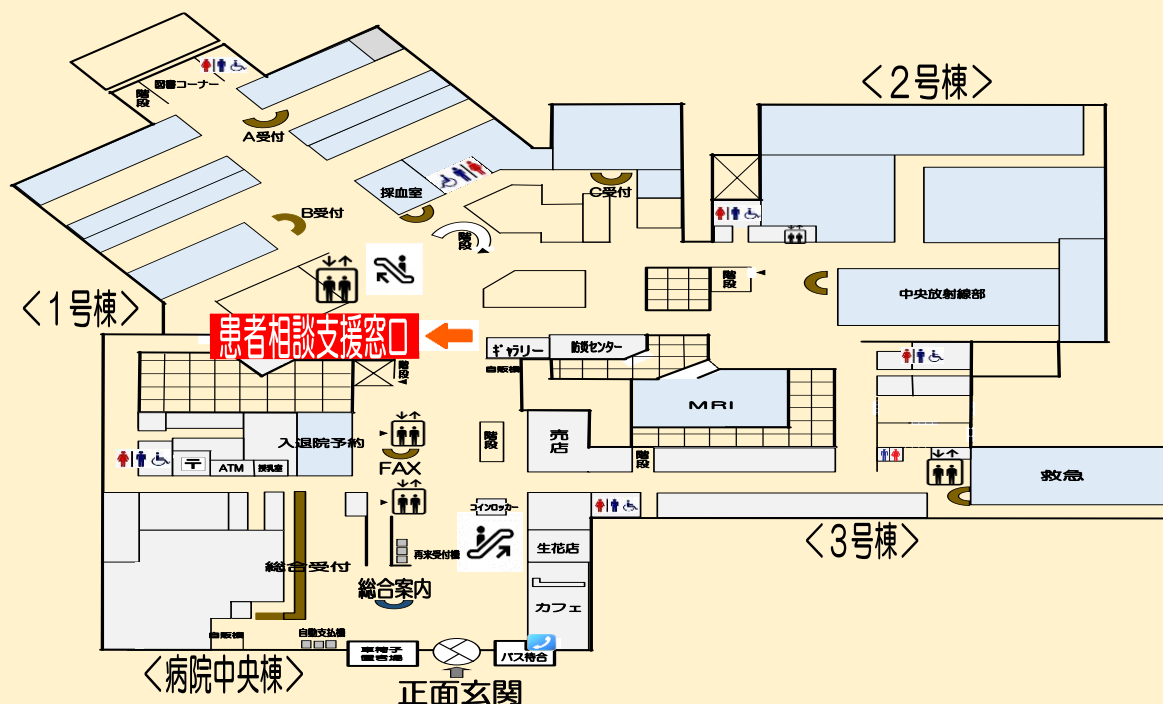 図書コーナー
階段
A受付
<2号棟>
採血室
C受付
B受付
階段
階段
中央放射線部
<1号棟>
患者相談支援窓口
ギャラリー
防災センター
自販機
階段
MRI
入退院予約
階段
売店
〒
ATM
授乳室
FAX
階段
救急
コインロッカー
<3号棟>
再来受付機
生花店
総合受付
総合案内
カフェ
自販機
自動支払機
車椅子
置き場
バス待合
<病院中央棟>
正面玄関